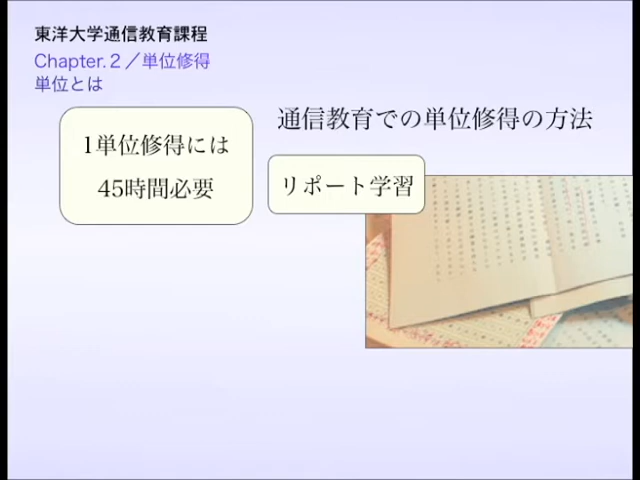 東洋大学通信教育課程
Chapter.２／単位修得
単位とは
1単位修得には
45時間必要
通信教育での単位修得の方法
リポート学習